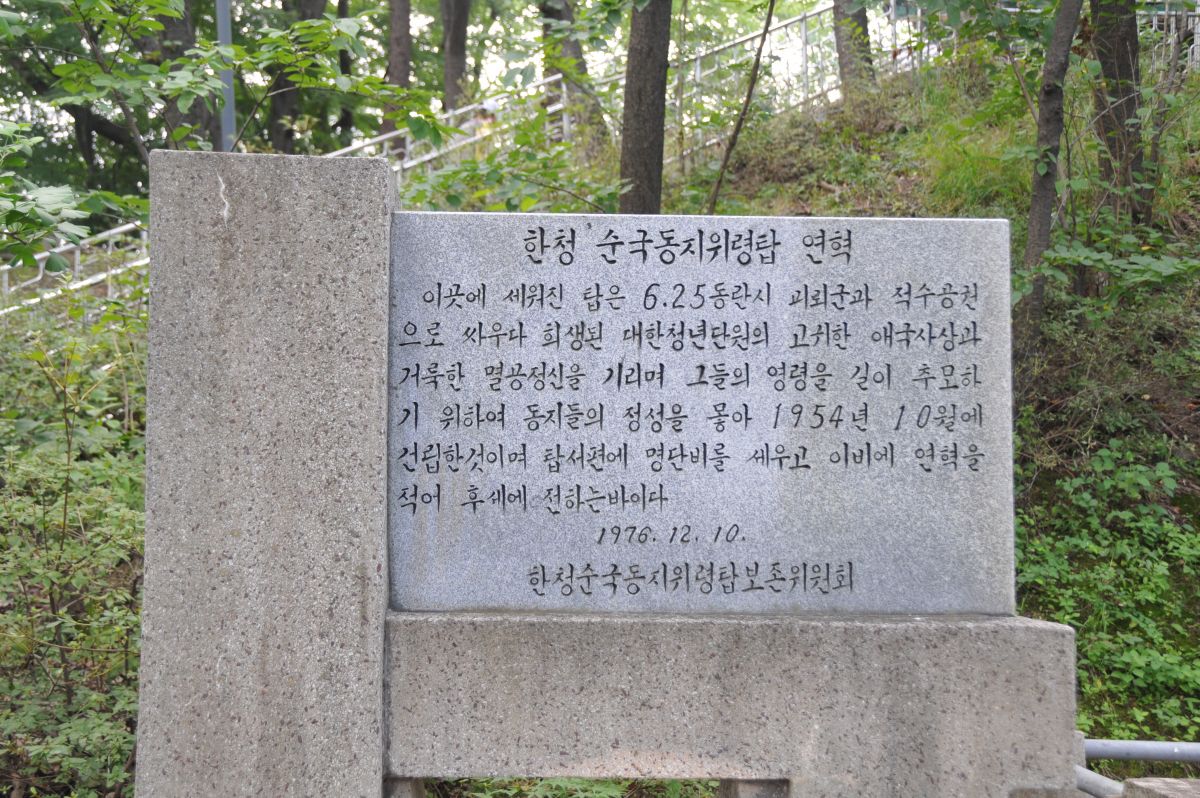 한청 순국동지위령탑 연혁
이곳에 세워진 탑은 6.25동란시 괴뢰군과 적수공권
으로 싸우다 희생된 대한청년단원의 고귀한 애국사상과
거룩한 멸공정신을 기리며 그들의 영령을 길이 추모하
기 위하여 동지들의 정성을 뫃아 1954년 10월에
건립한것이며 탑서편에 명단비를 세우고 이비에 연혁을
적어 후세에 전하는바이다
1976. 12. 10.
한청순국동지위령탑보존위원회